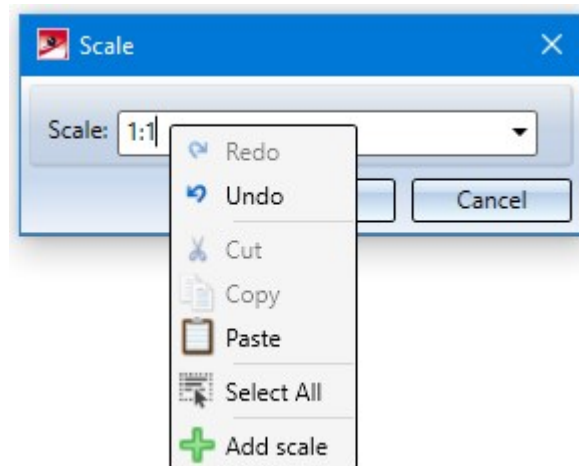 Scale
Scale: 1:1
Redo
Undo
Cancel
Cut
Copy
Paste
Select All
Add scale